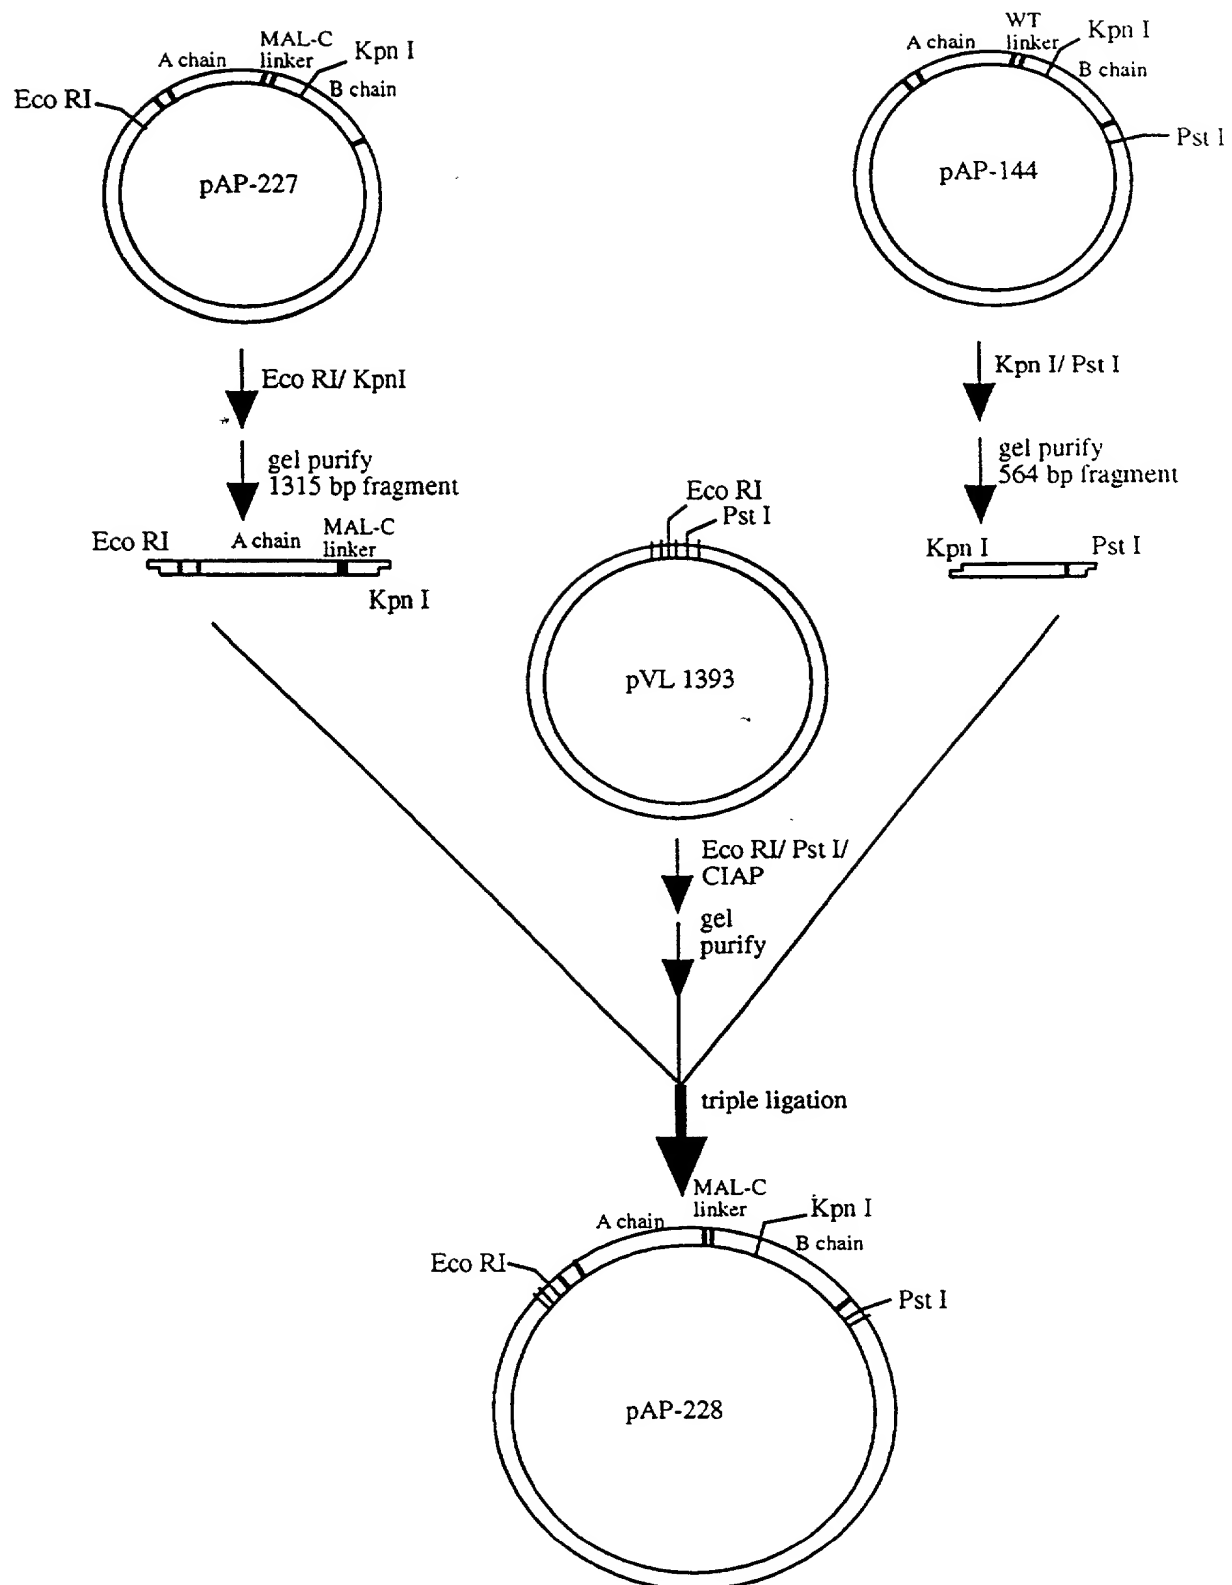 MAL-C
linker
Kpn I
A chain
B chain
Eco RI
pAP-227
WT
linker
Kpn I
A chain
B chain
Pst I
pAP-144
Eco RI/ KpnI
gel purify
1315 bp fragment
Kpn I/ Pst I
gel purify
564 bp fragment
Eco RI
A chain
MAL-C
linker
Kpn I
Eco RI
Pst I
Kpn I
Pst I
pVL 1393
Eco RI/ Pst I/
CIAP
gel
purify
triple ligation
MAL-C
linker
Kpn I
A chain
B chain
Eco RI
Pst I
pAP-228